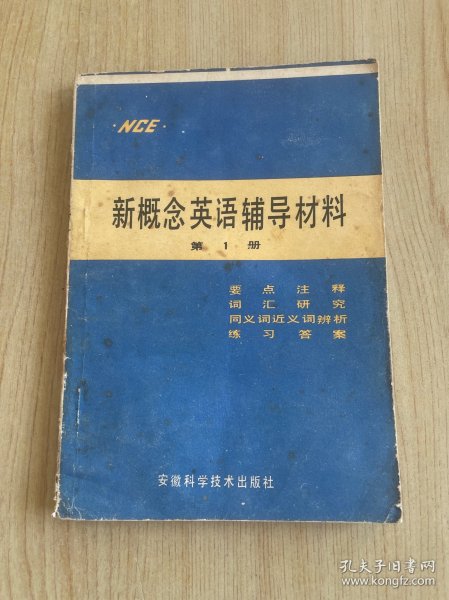 ·NCE·
新概念英语辅导材料
第1册
要点注释
词汇研究
同义词近义词辨析
练习答案
安徽科学技术出版社
孔夫子旧书网
www.kongfz.com